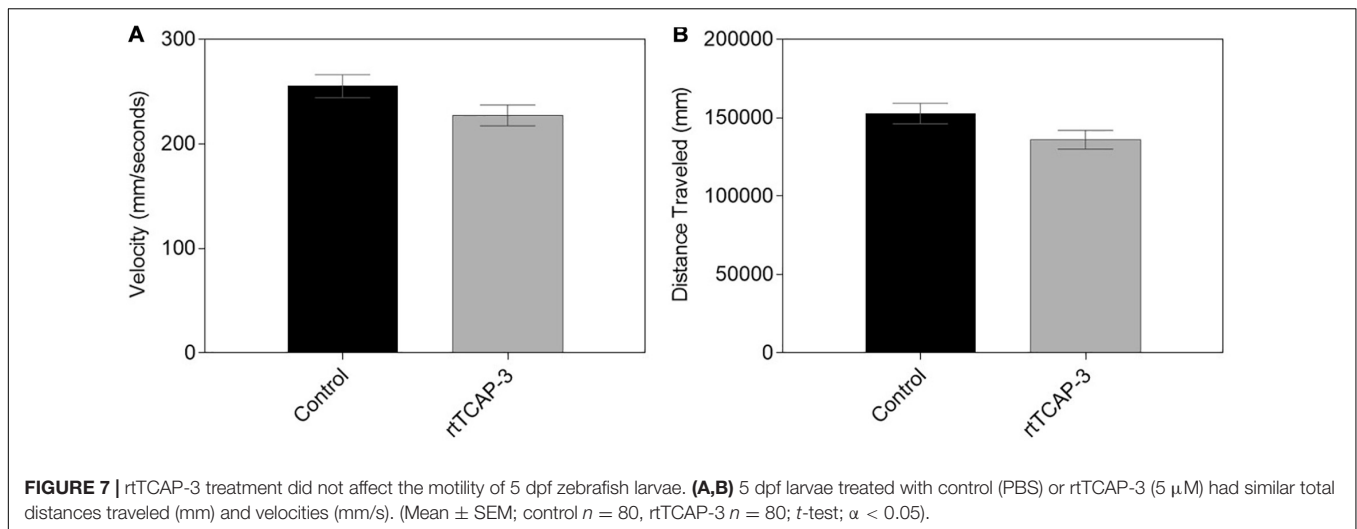 A
300
200
100
0
Velocity (mm/seconds)
Control
rtTCAP-3
B
200000
150000
100000
50000
0
Distance Traveled (mm)
Control
rtTCAP-3
FIGURE 7 | rtTCAP-3 treatment did not affect the motility of 5 dpf zebrafish larvae. (A,B) 5 dpf larvae treated with control (PBS) or rtTCAP-3 (5 μM) had similar total
distances traveled (mm) and velocities (mm/s). (Mean ± SEM; control n = 80, rtTCAP-3 n = 80; t-test; α < 0.05).